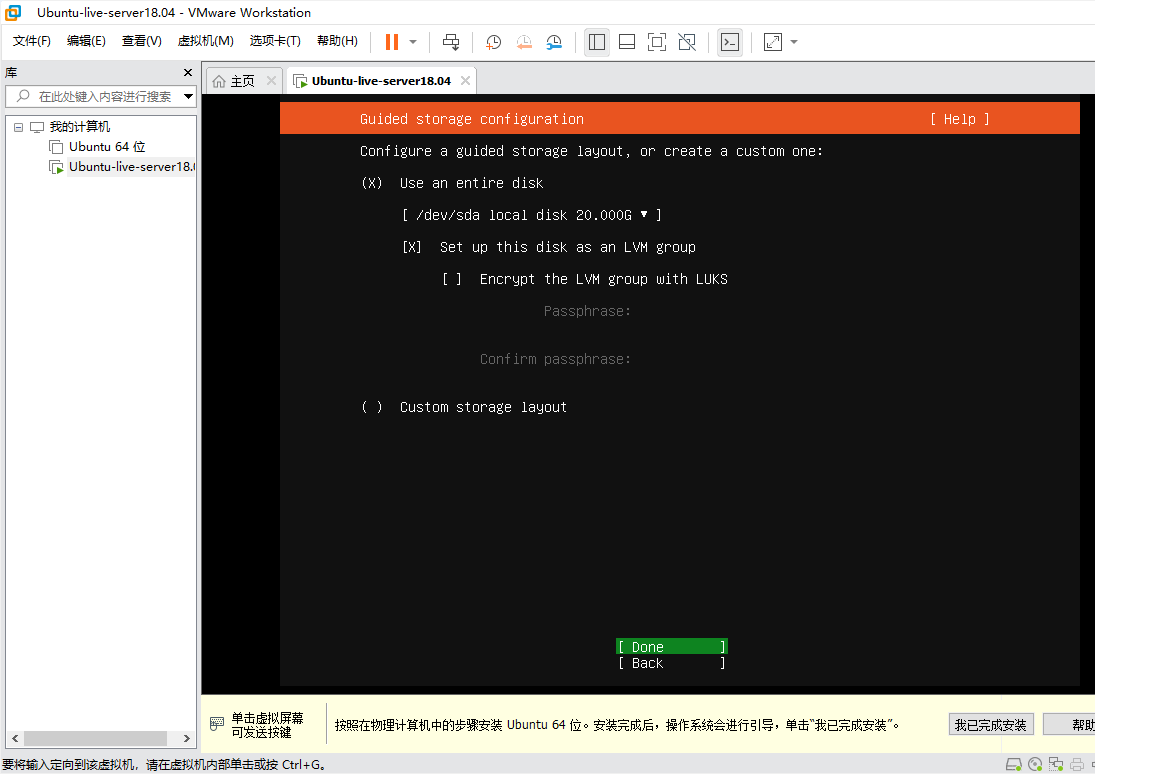 Ubuntu-live-server18.04 - VMware Workstation
文件(F) 编辑(E) 查看(V) 虚拟机(M) 选项卡(T) 帮助(H)
库
主页
Ubuntu-live-server18.04
在此处键入内容进行搜索
我的计算机
Ubuntu 64 位
Ubuntu-live-server18.0
Guided storage configuration [ Help ]
Configure a guided storage layout, or create a custom one:
(X) Use an entire disk
[ /dev/sda local disk 20.000G ▾ ]
[X] Set up this disk as an LVM group
[ ] Encrypt the LVM group with LUKS
Passphrase:
Confirm passphrase:
( ) Custom storage layout
[ Done ]
[ Back ]
单击虚拟屏幕
可发送按键
按照在物理计算机中的步骤安装 Ubuntu 64 位。安装完成后，操作系统会进行引导，单击“我已完成安装”。
我已完成安装
帮助
要将输入定向到该虚拟机，请在虚拟机内部单击或按 Ctrl+G。